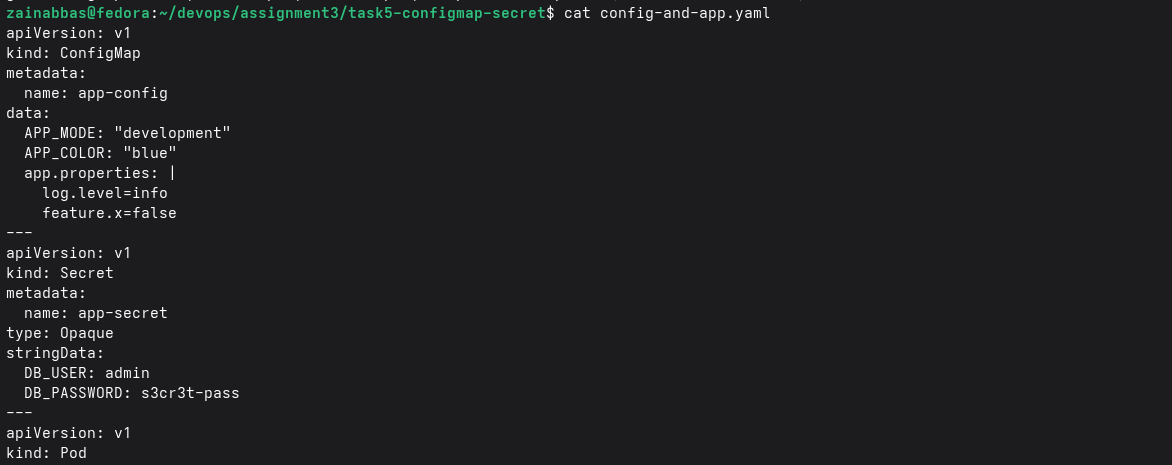 zainabbas@fedora:~/devops/assignment3/task5-configmap-secret$ cat config-and-app.yaml
apiVersion: v1
kind: ConfigMap
metadata:
  name: app-config
data:
  APP_MODE: "development"
  APP_COLOR: "blue"
  app.properties: |
    log.level=info
    feature.x=false
---
apiVersion: v1
kind: Secret
metadata:
  name: app-secret
type: Opaque
stringData:
  DB_USER: admin
  DB_PASSWORD: s3cr3t-pass
---
apiVersion: v1
kind: Pod